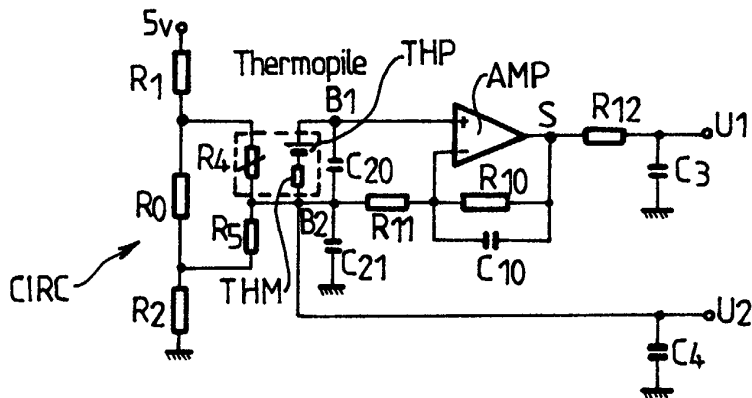 5v
R1
Thermopile
THP
B1
AMP
S
R12
U1
+
R4
C20
-
R10
C3
R0
R5
B2
R11
CIRC
THM
C21
C10
R2
U2
C4